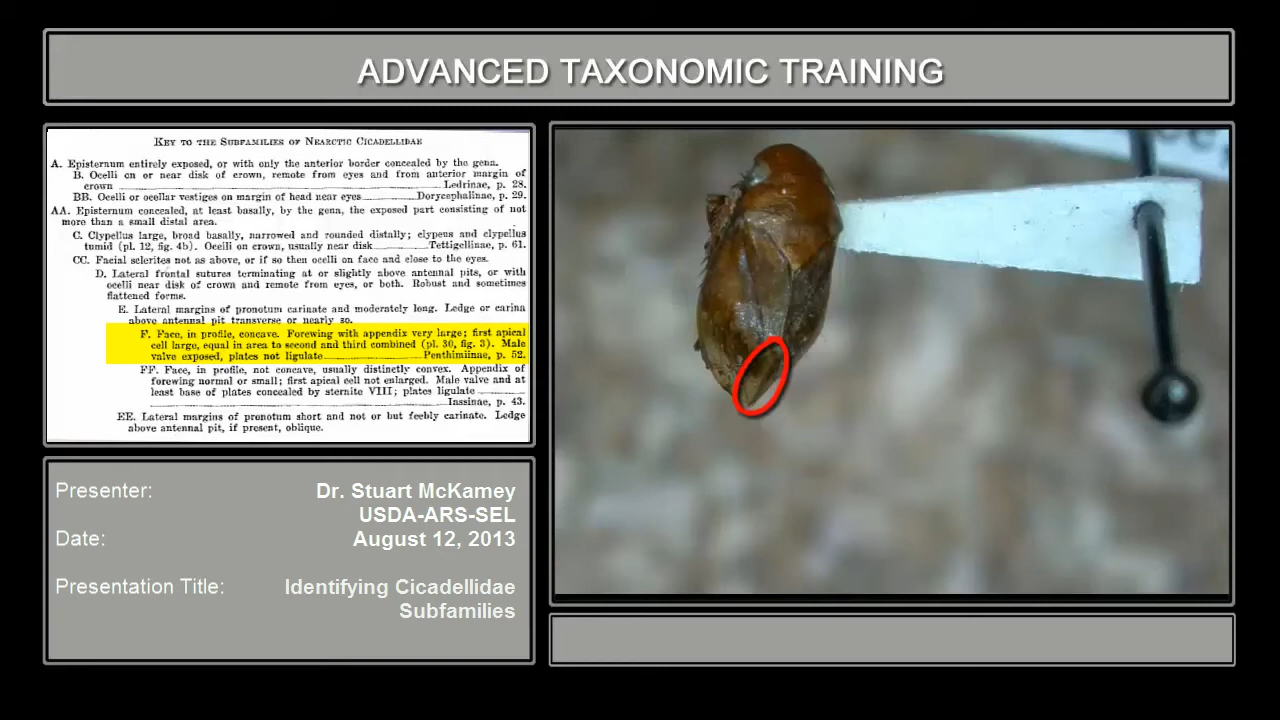 ADVANCED TAXONOMIC TRAINING
KEY TO THE SUBFAMILIES OF NEARCTIC CICADELLIDAE
A. Episternum entirely exposed, or with only the anterior border concealed by the gena.
B. Ocelli on or near disk of crown, remote from eyes and from anterior margin of
crown Ledrinae, p. 28.
BB. Ocelli or ocellar vestiges on margin of head near eyes Dorycephalinae, p. 29.
AA. Episternum concealed, at least basally, by the gena, the exposed part consisting of not
more than a small distal area.
C. Clypellus large, broad basally, narrowed and rounded distally; clypeus and clypellus
tumid (pl. 12, fig. 4b). Ocelli on crown, usually near disk Tettigellinae, p. 61.
CC. Facial sclerites not as above, or if so then ocelli on face and close to the eyes.
D. Lateral frontal sutures terminating at or slightly above antennal pits, or with
ocelli near disk of crown and remote from eyes, or both. Robust and sometimes
flattened forms.
E. Lateral margins of pronotum carinate and moderately long. Ledge or carina
above antennal pit transverse or nearly so.
F. Face, in profile, concave. Forewing with appendix very large; first apical
cell large, equal in area to second and third combined (pl. 30, fig. 3). Male
valve exposed, plates not ligulate Penthimiinae, p. 52.
FF. Face, in profile, not concave, usually distinctly convex. Appendix of
forewing normal or small; first apical cell not enlarged. Male valve and at
least base of plates concealed by sternite VIII; plates ligulate
Iassinae, p. 43.
EE. Lateral margins of pronotum short and not or but feebly carinate. Ledge
above antennal pit, if present, oblique.
Presenter: Dr. Stuart McKamey
USDA-ARS-SEL
Date: August 12, 2013
Presentation Title: Identifying Cicadellidae
Subfamilies